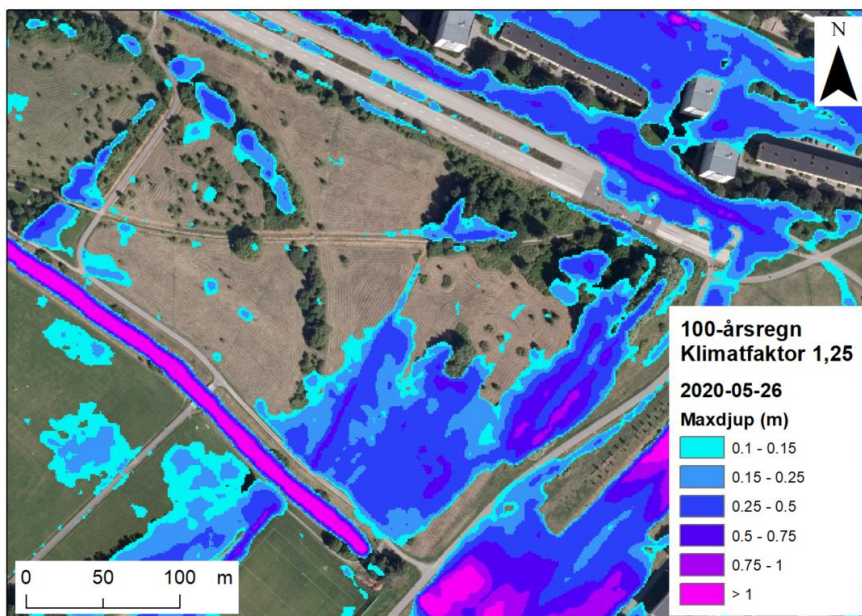 N
100-årsregn
Klimatfaktor 1,25
2020-05-26
Maxdjup (m)
0.1 - 0.15
0.15 - 0.25
0.25 - 0.5
0.5 - 0.75
0.75 - 1
> 1
0 50 100 m